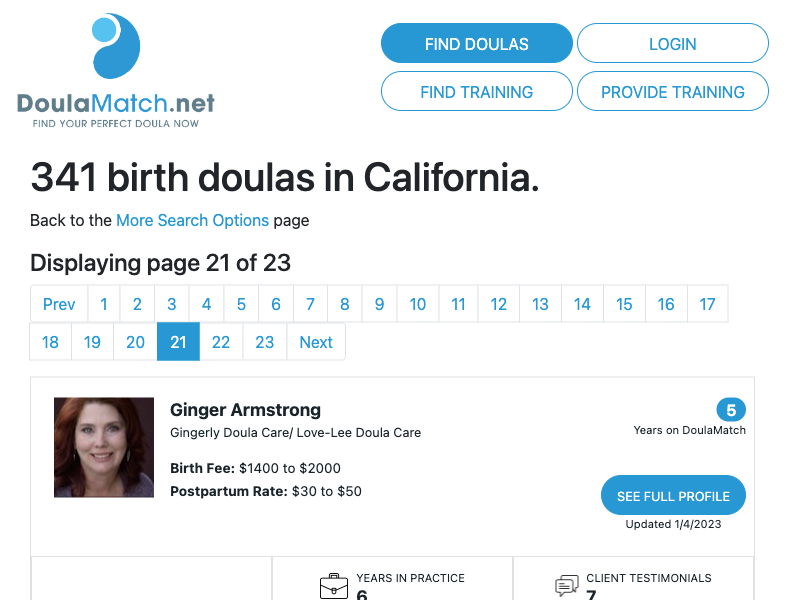 DoulaMatch.net
FIND YOUR PERFECT DOULA NOW
FIND DOULAS
LOGIN
FIND TRAINING
PROVIDE TRAINING
341 birth doulas in California.
Back to the More Search Options page
Displaying page 21 of 23
Prev 1 2 3 4 5 6 7 8 9 10 11 12 13 14 15 16 17
18 19 20 21 22 23 Next
Ginger Armstrong
Gingerly Doula Care/ Love-Lee Doula Care
Birth Fee: $1400 to $2000
Postpartum Rate: $30 to $50
5
Years on DoulaMatch
SEE FULL PROFILE
Updated 1/4/2023
YEARS IN PRACTICE
6
CLIENT TESTIMONIALS
7